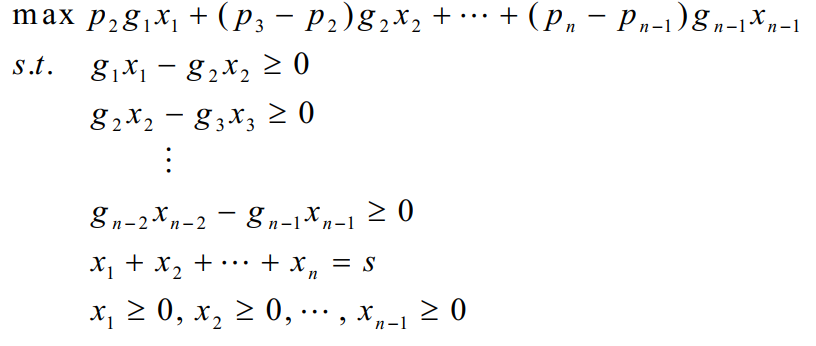 max p₂g₁x₁ + (p₃ − p₂)g₂x₂ + ⋯ + (pₙ − pₙ₋₁)gₙ₋₁xₙ₋₁
s.t. g₁x₁ − g₂x₂ ≥ 0
g₂x₂ − g₃x₃ ≥ 0
⋮
gₙ₋₂xₙ₋₂ − gₙ₋₁xₙ₋₁ ≥ 0
x₁ + x₂ + ⋯ + xₙ = s
x₁ ≥ 0, x₂ ≥ 0, ⋯ , xₙ₋₁ ≥ 0